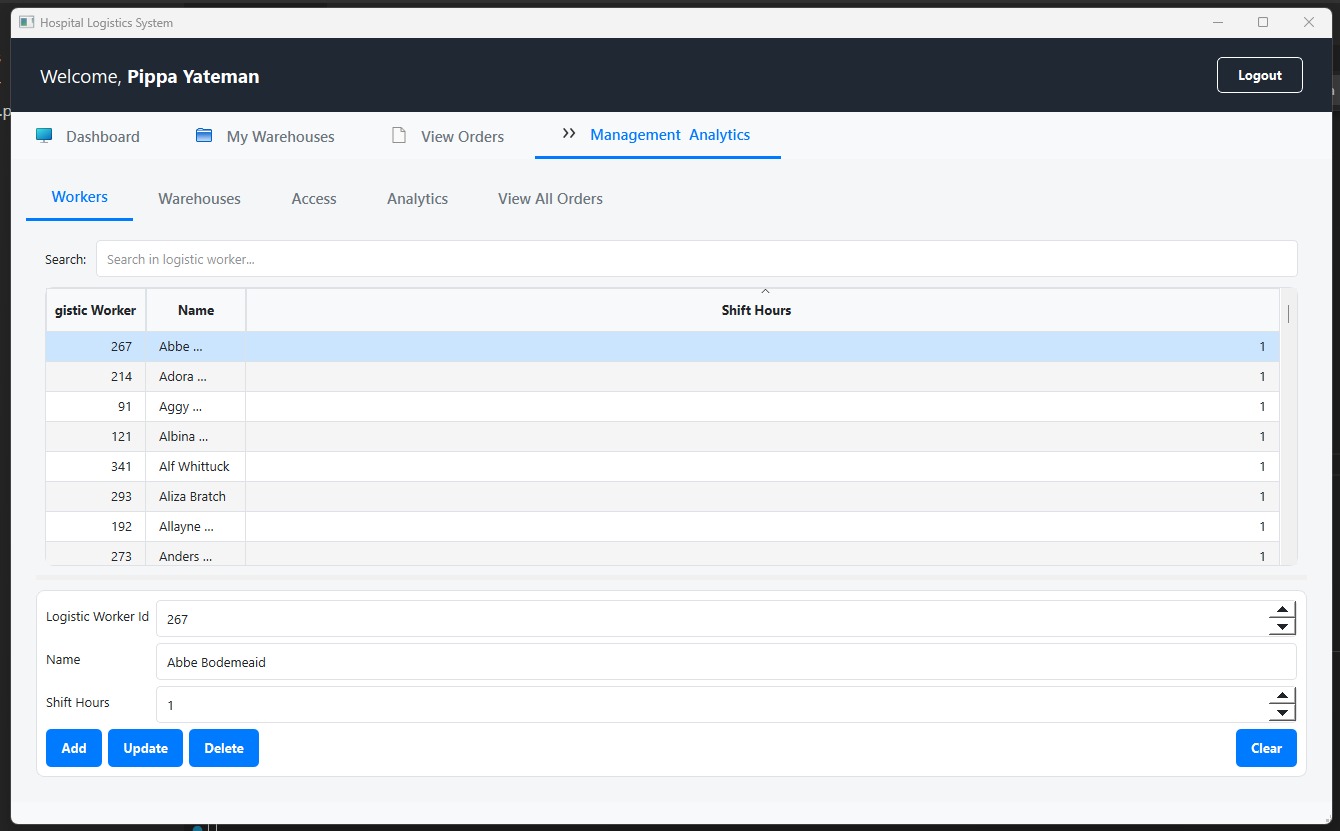 Hospital Logistics System
Welcome, Pippa Yateman
Logout
Dashboard
My Warehouses
View Orders
Management Analytics
Workers
Warehouses
Access
Analytics
View All Orders
Search:
Search in logistic worker...
gistic Worker Name Shift Hours
267 Abbe ... 1
214 Adora ... 1
91 Aggy ... 1
121 Albina ... 1
341 Alf Whittuck 1
293 Aliza Bratch 1
192 Allayne ... 1
273 Anders ... 1
Logistic Worker Id 267
Name Abbe Bodemeaid
Shift Hours 1
Add
Update
Delete
Clear
.p